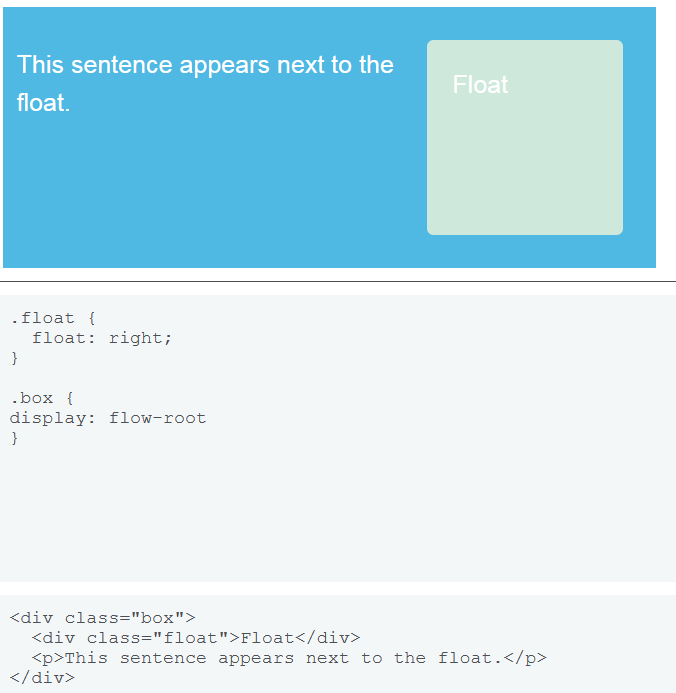 This sentence appears next to the
float.
Float
.float {
  float: right;
}
.box {
display: flow-root
}
<div class="box">
  <div class="float">Float</div>
  <p>This sentence appears next to the float.</p>
</div>